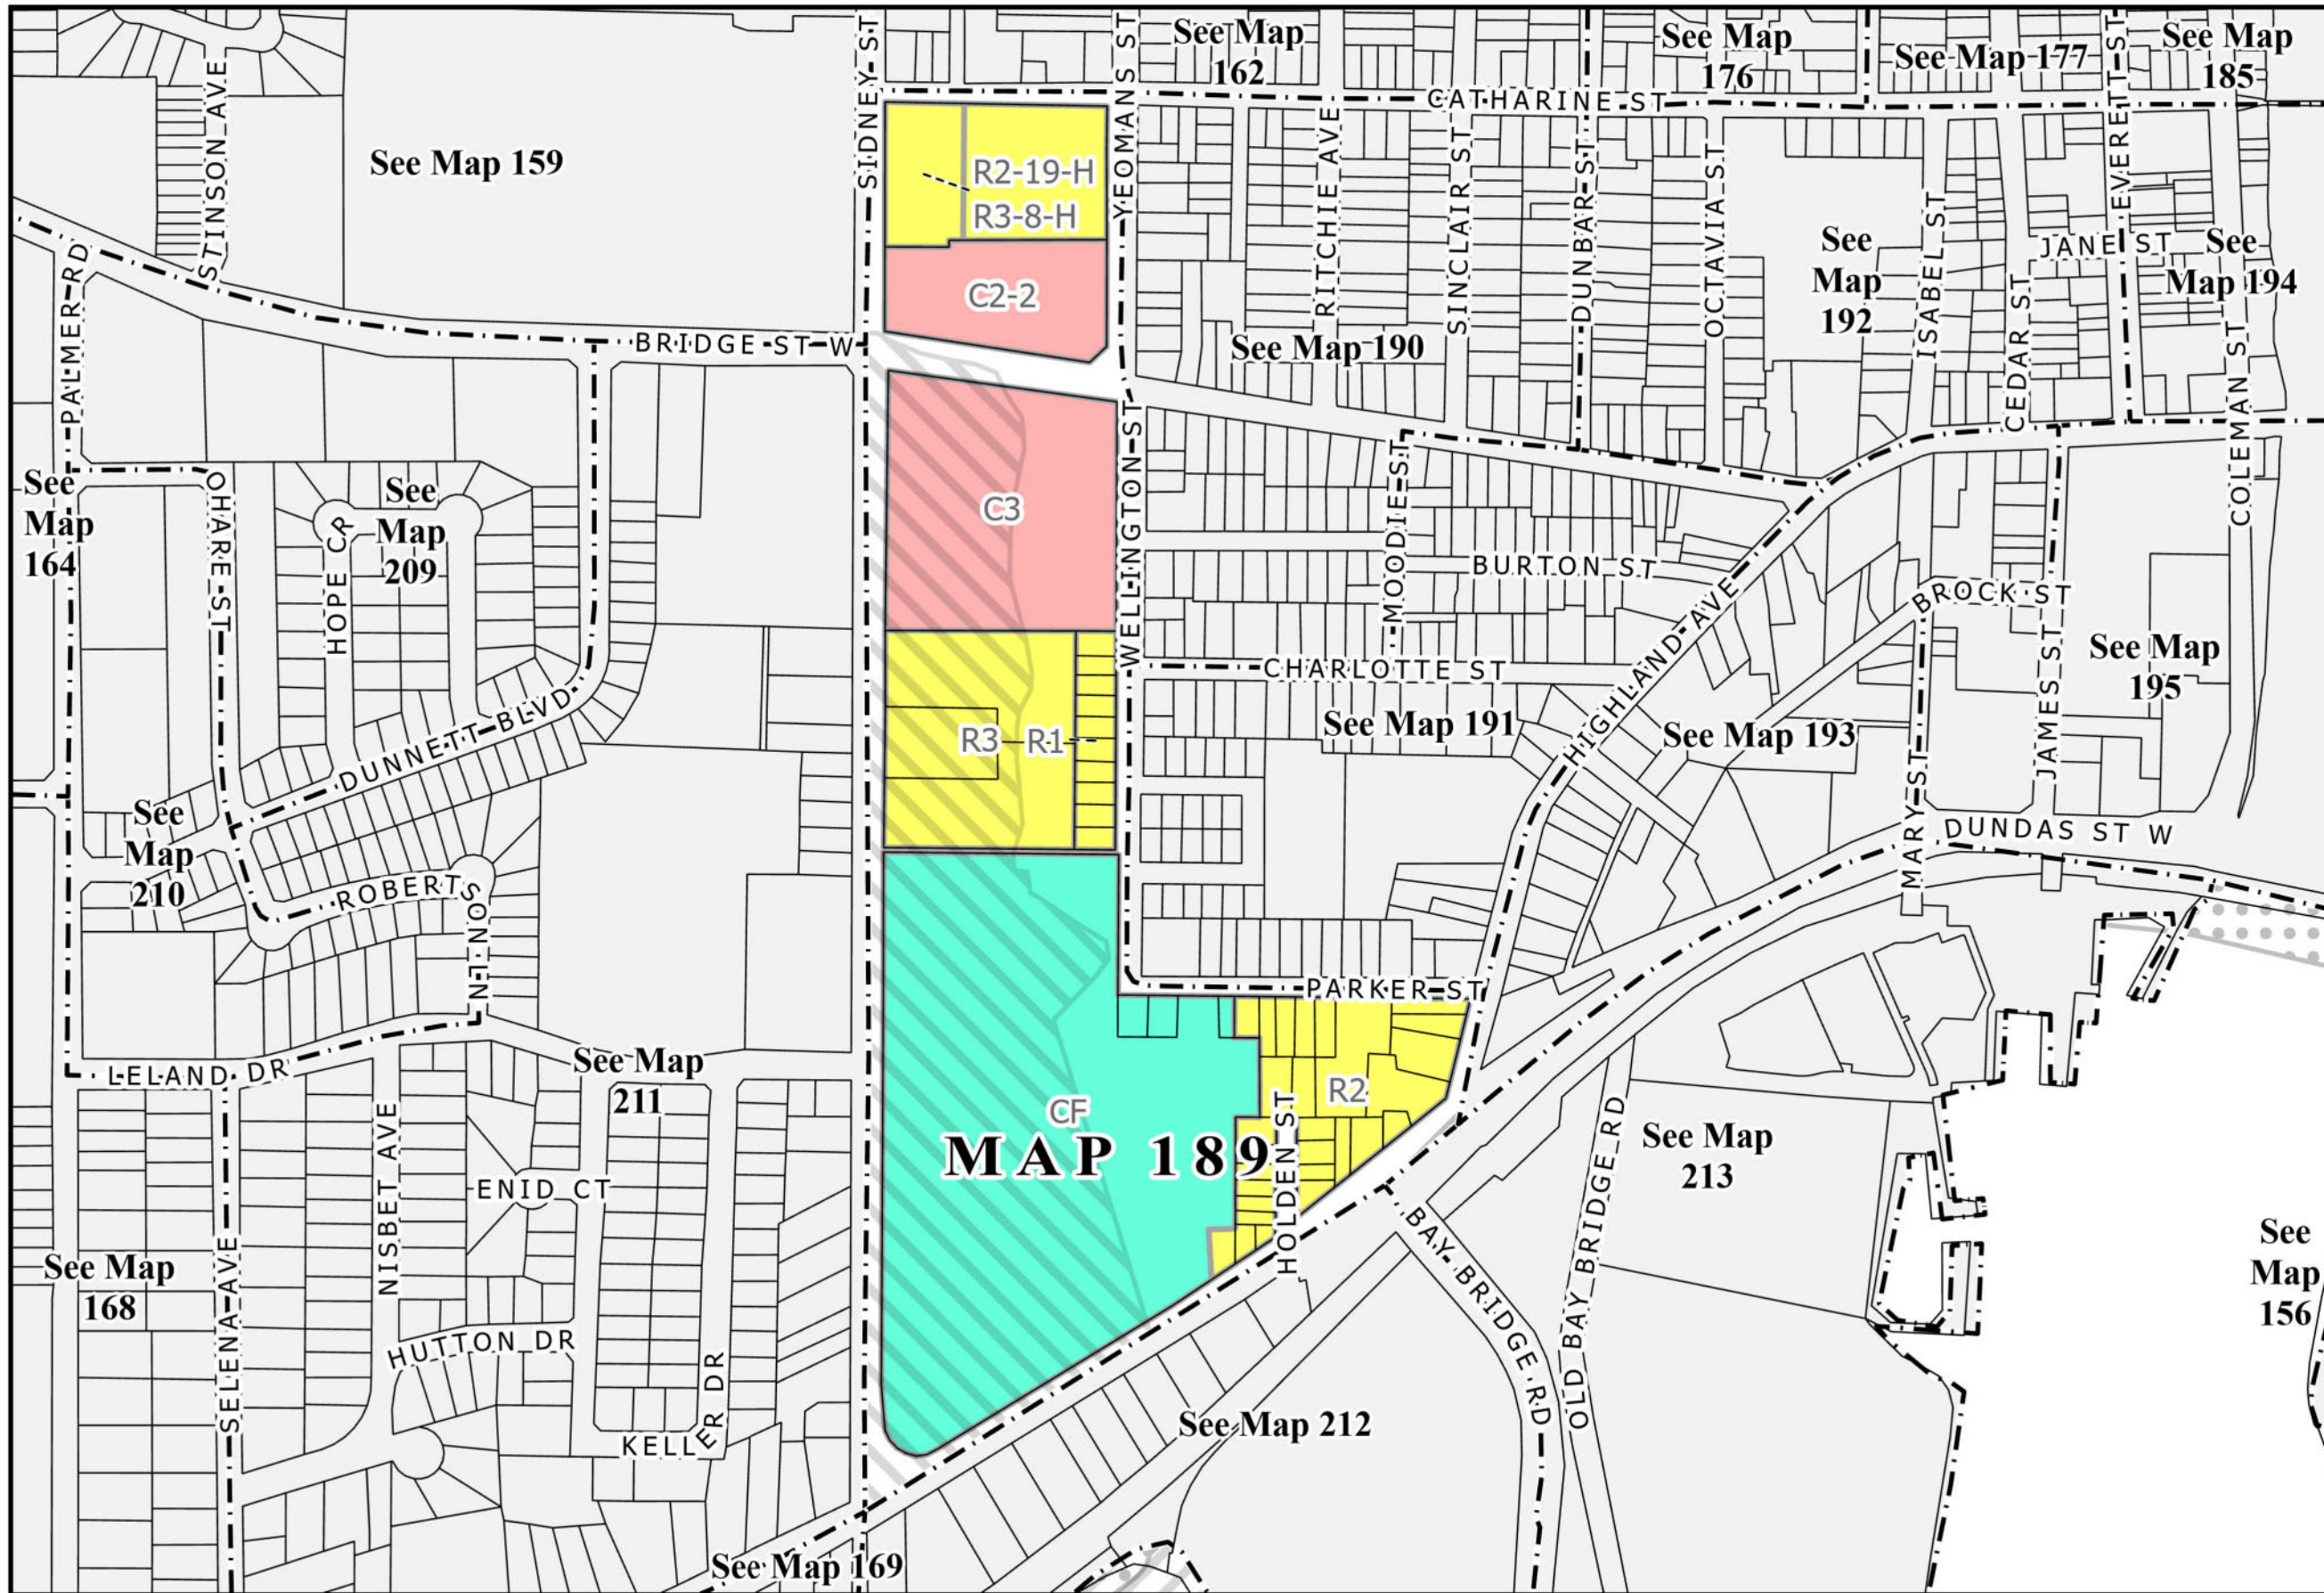 See Map
162
See Map
176
See Map 177
See Map
185
STINSON AVE
SIDNEY ST
YEOMANS ST
CATHARINE ST
EVERETT ST
See Map 159
R2-19-H
R3-8-H
RITCHIE AVE
SINCLAIR ST
DUNBAR ST
OCTAVIA ST
See
Map
192
ISABEL ST
JANE ST
See
Map 194
PALMER RD
C2-2
BRIDGE ST W
See Map 190
CEDAR ST
COLEMAN ST
See
Map
164
OHARE ST
HOPE CR
See
Map
209
C3
WELLINGTON ST
MOODIE ST
BURTON ST
HIGHLAND AVE
BROCK ST
CHARLOTTE ST
JAMES ST
See Map
195
DUNNETT BLVD
R3
R1
See Map 191
See Map 193
MARY ST
See
Map
210
DUNDAS ST W
ROBERTSON LN
PARKER ST
LELAND DR
See Map
211
CF
R2
HOLDEN ST
MAP 189
NISBET AVE
ENID CT
See Map
213
OLD BAY BRIDGE RD
BAY BRIDGE RD
See Map
168
SELENA AVE
See
Map
156
HUTTON DR
KELLER DR
See Map 212
See Map 169